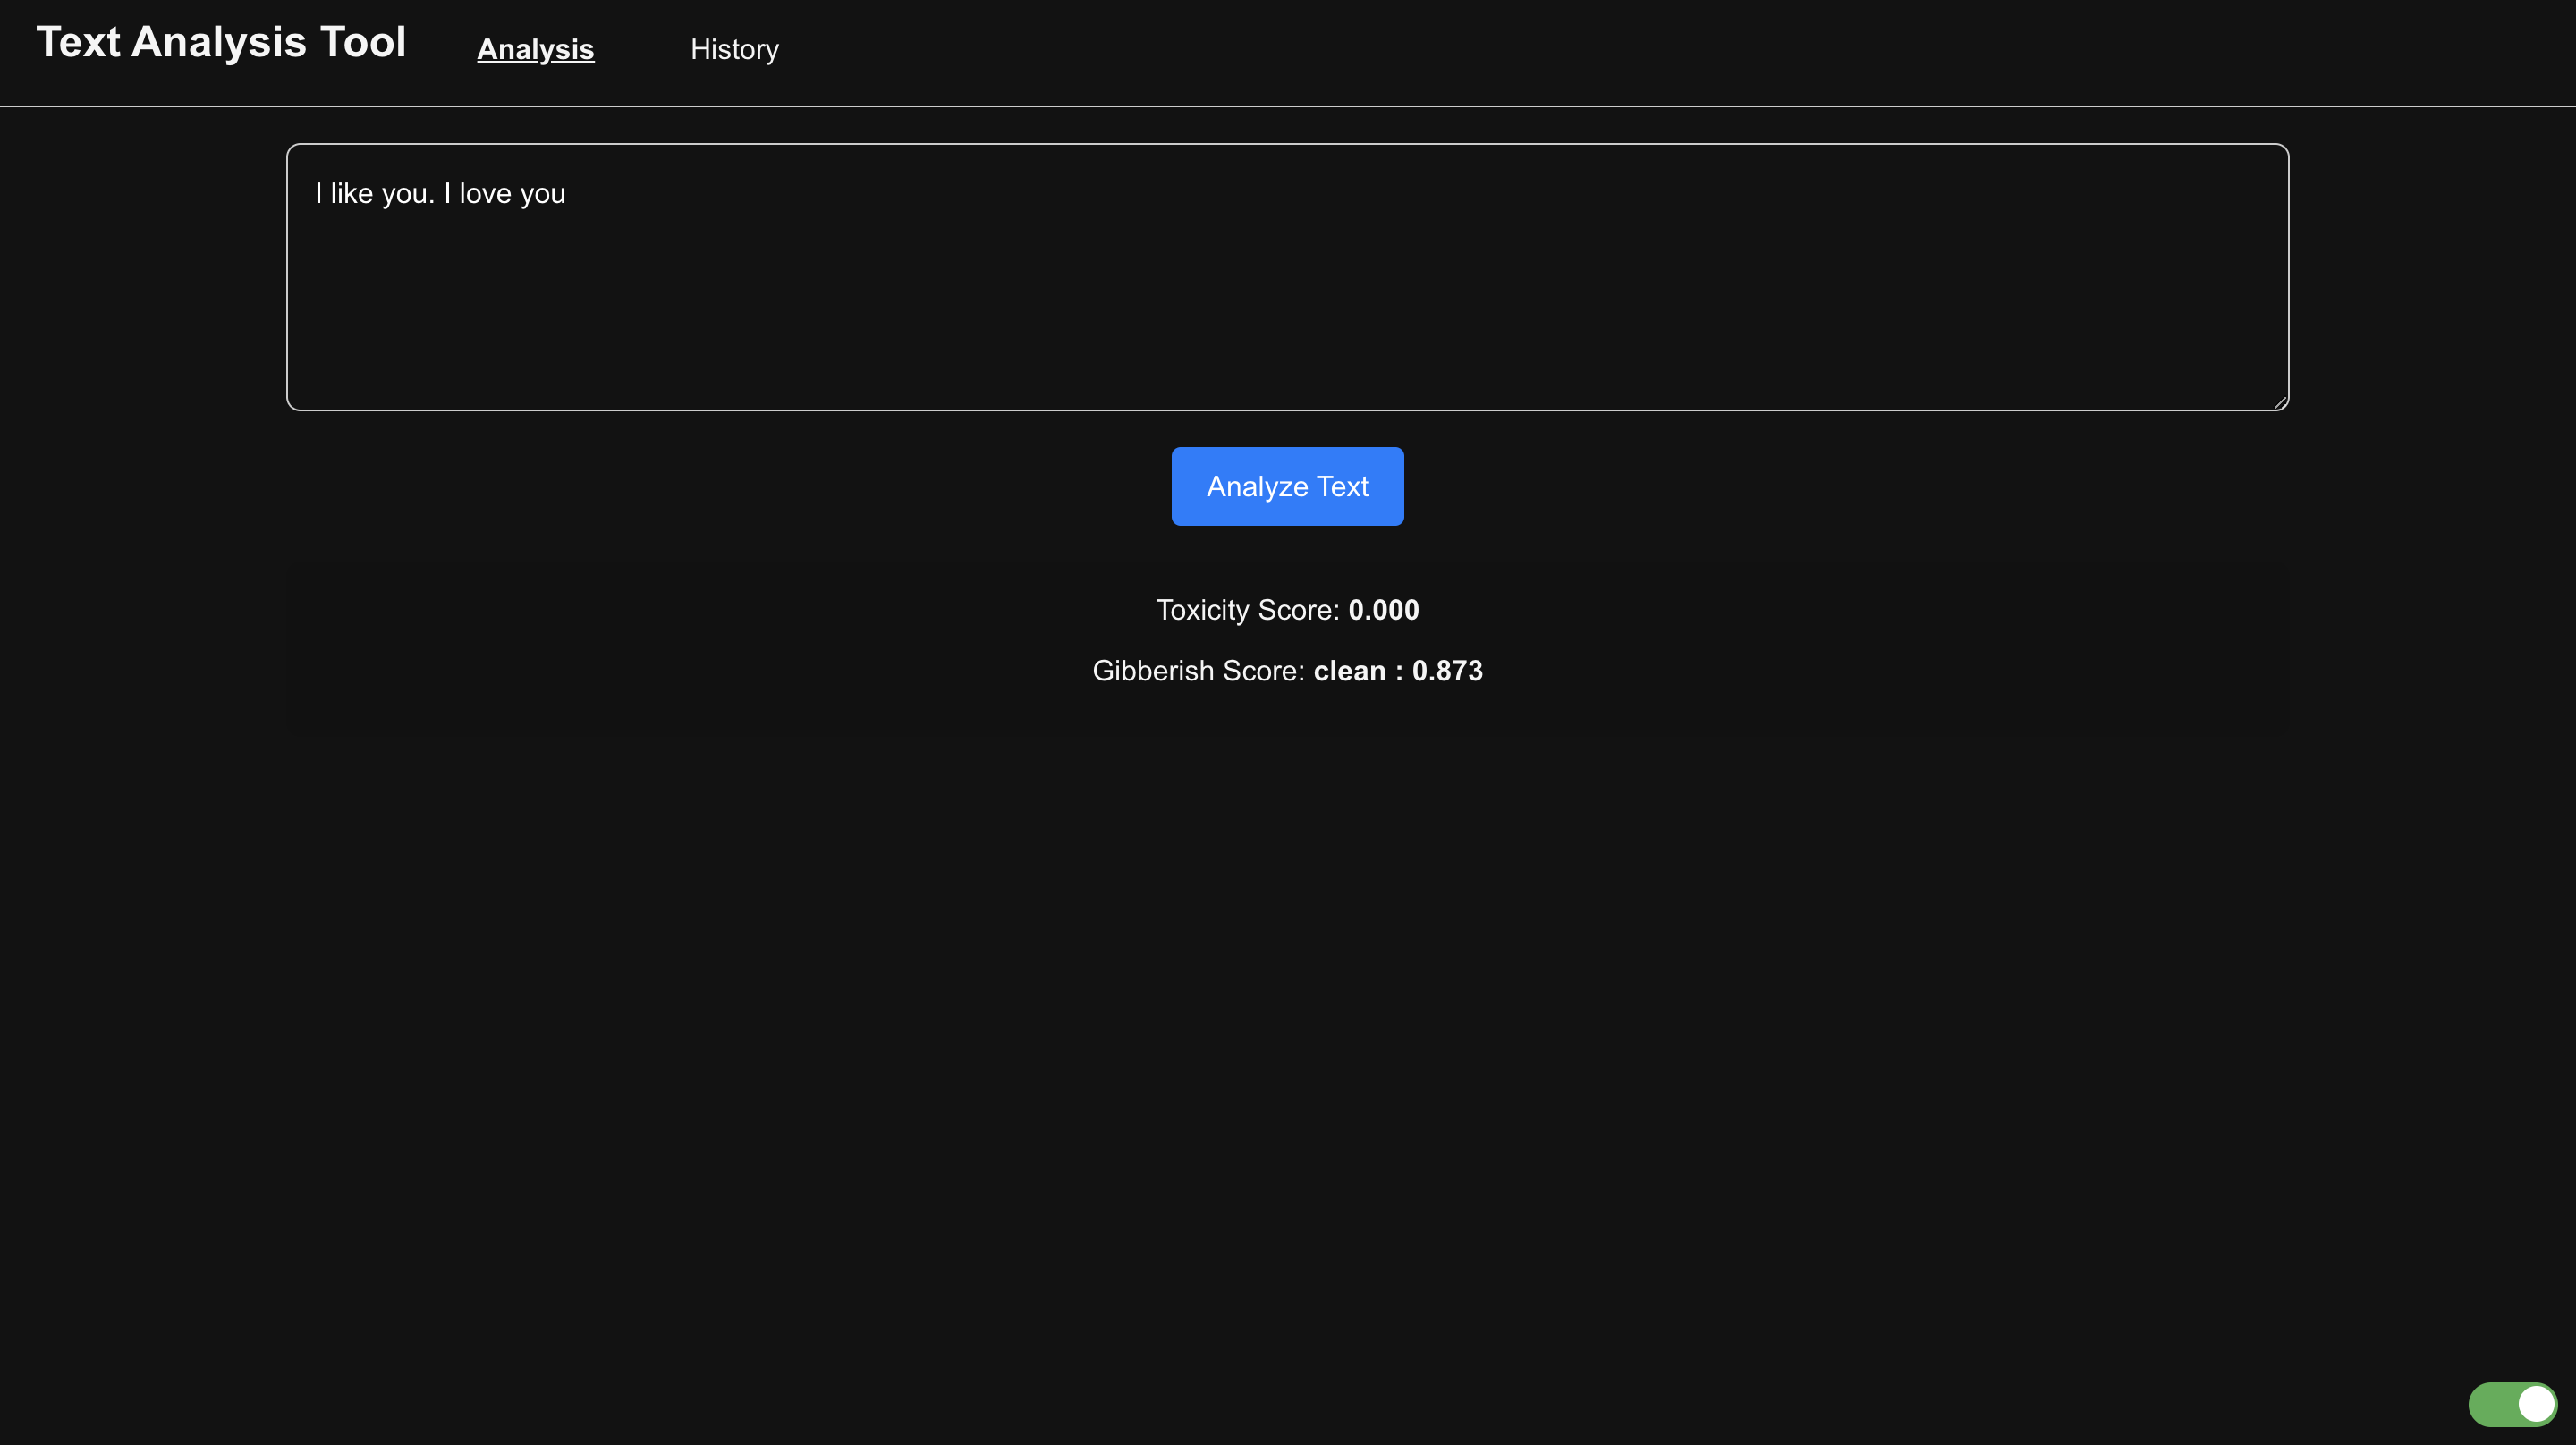 Text Analysis Tool
Analysis
History
I like you. I love you
Analyze Text
Toxicity Score: 0.000
Gibberish Score: clean : 0.873